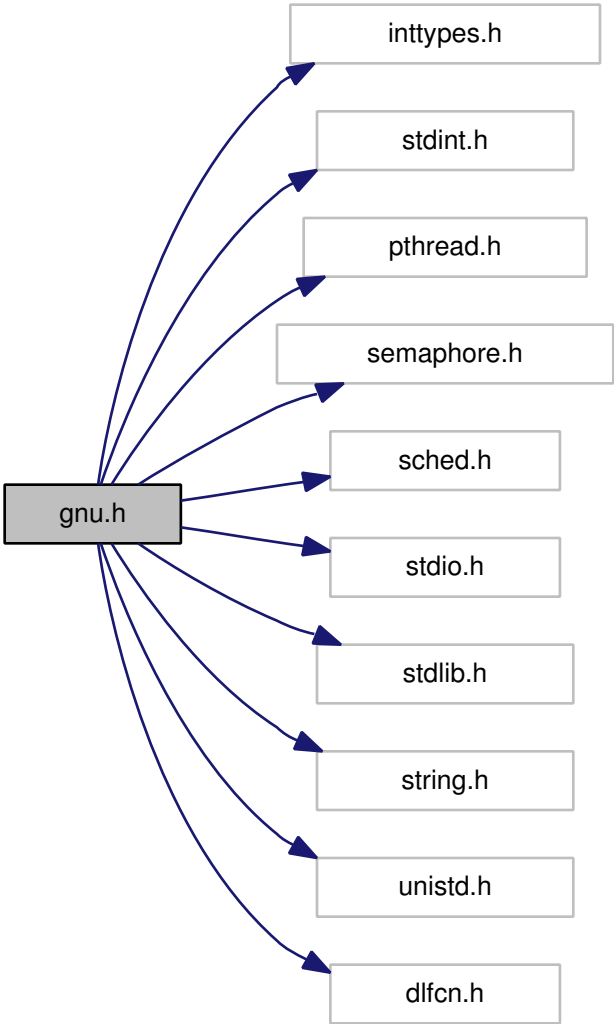 inttypes.h
stdint.h
pthread.h
semaphore.h
sched.h
gnu.h
stdio.h
stdlib.h
string.h
unistd.h
dlfcn.h